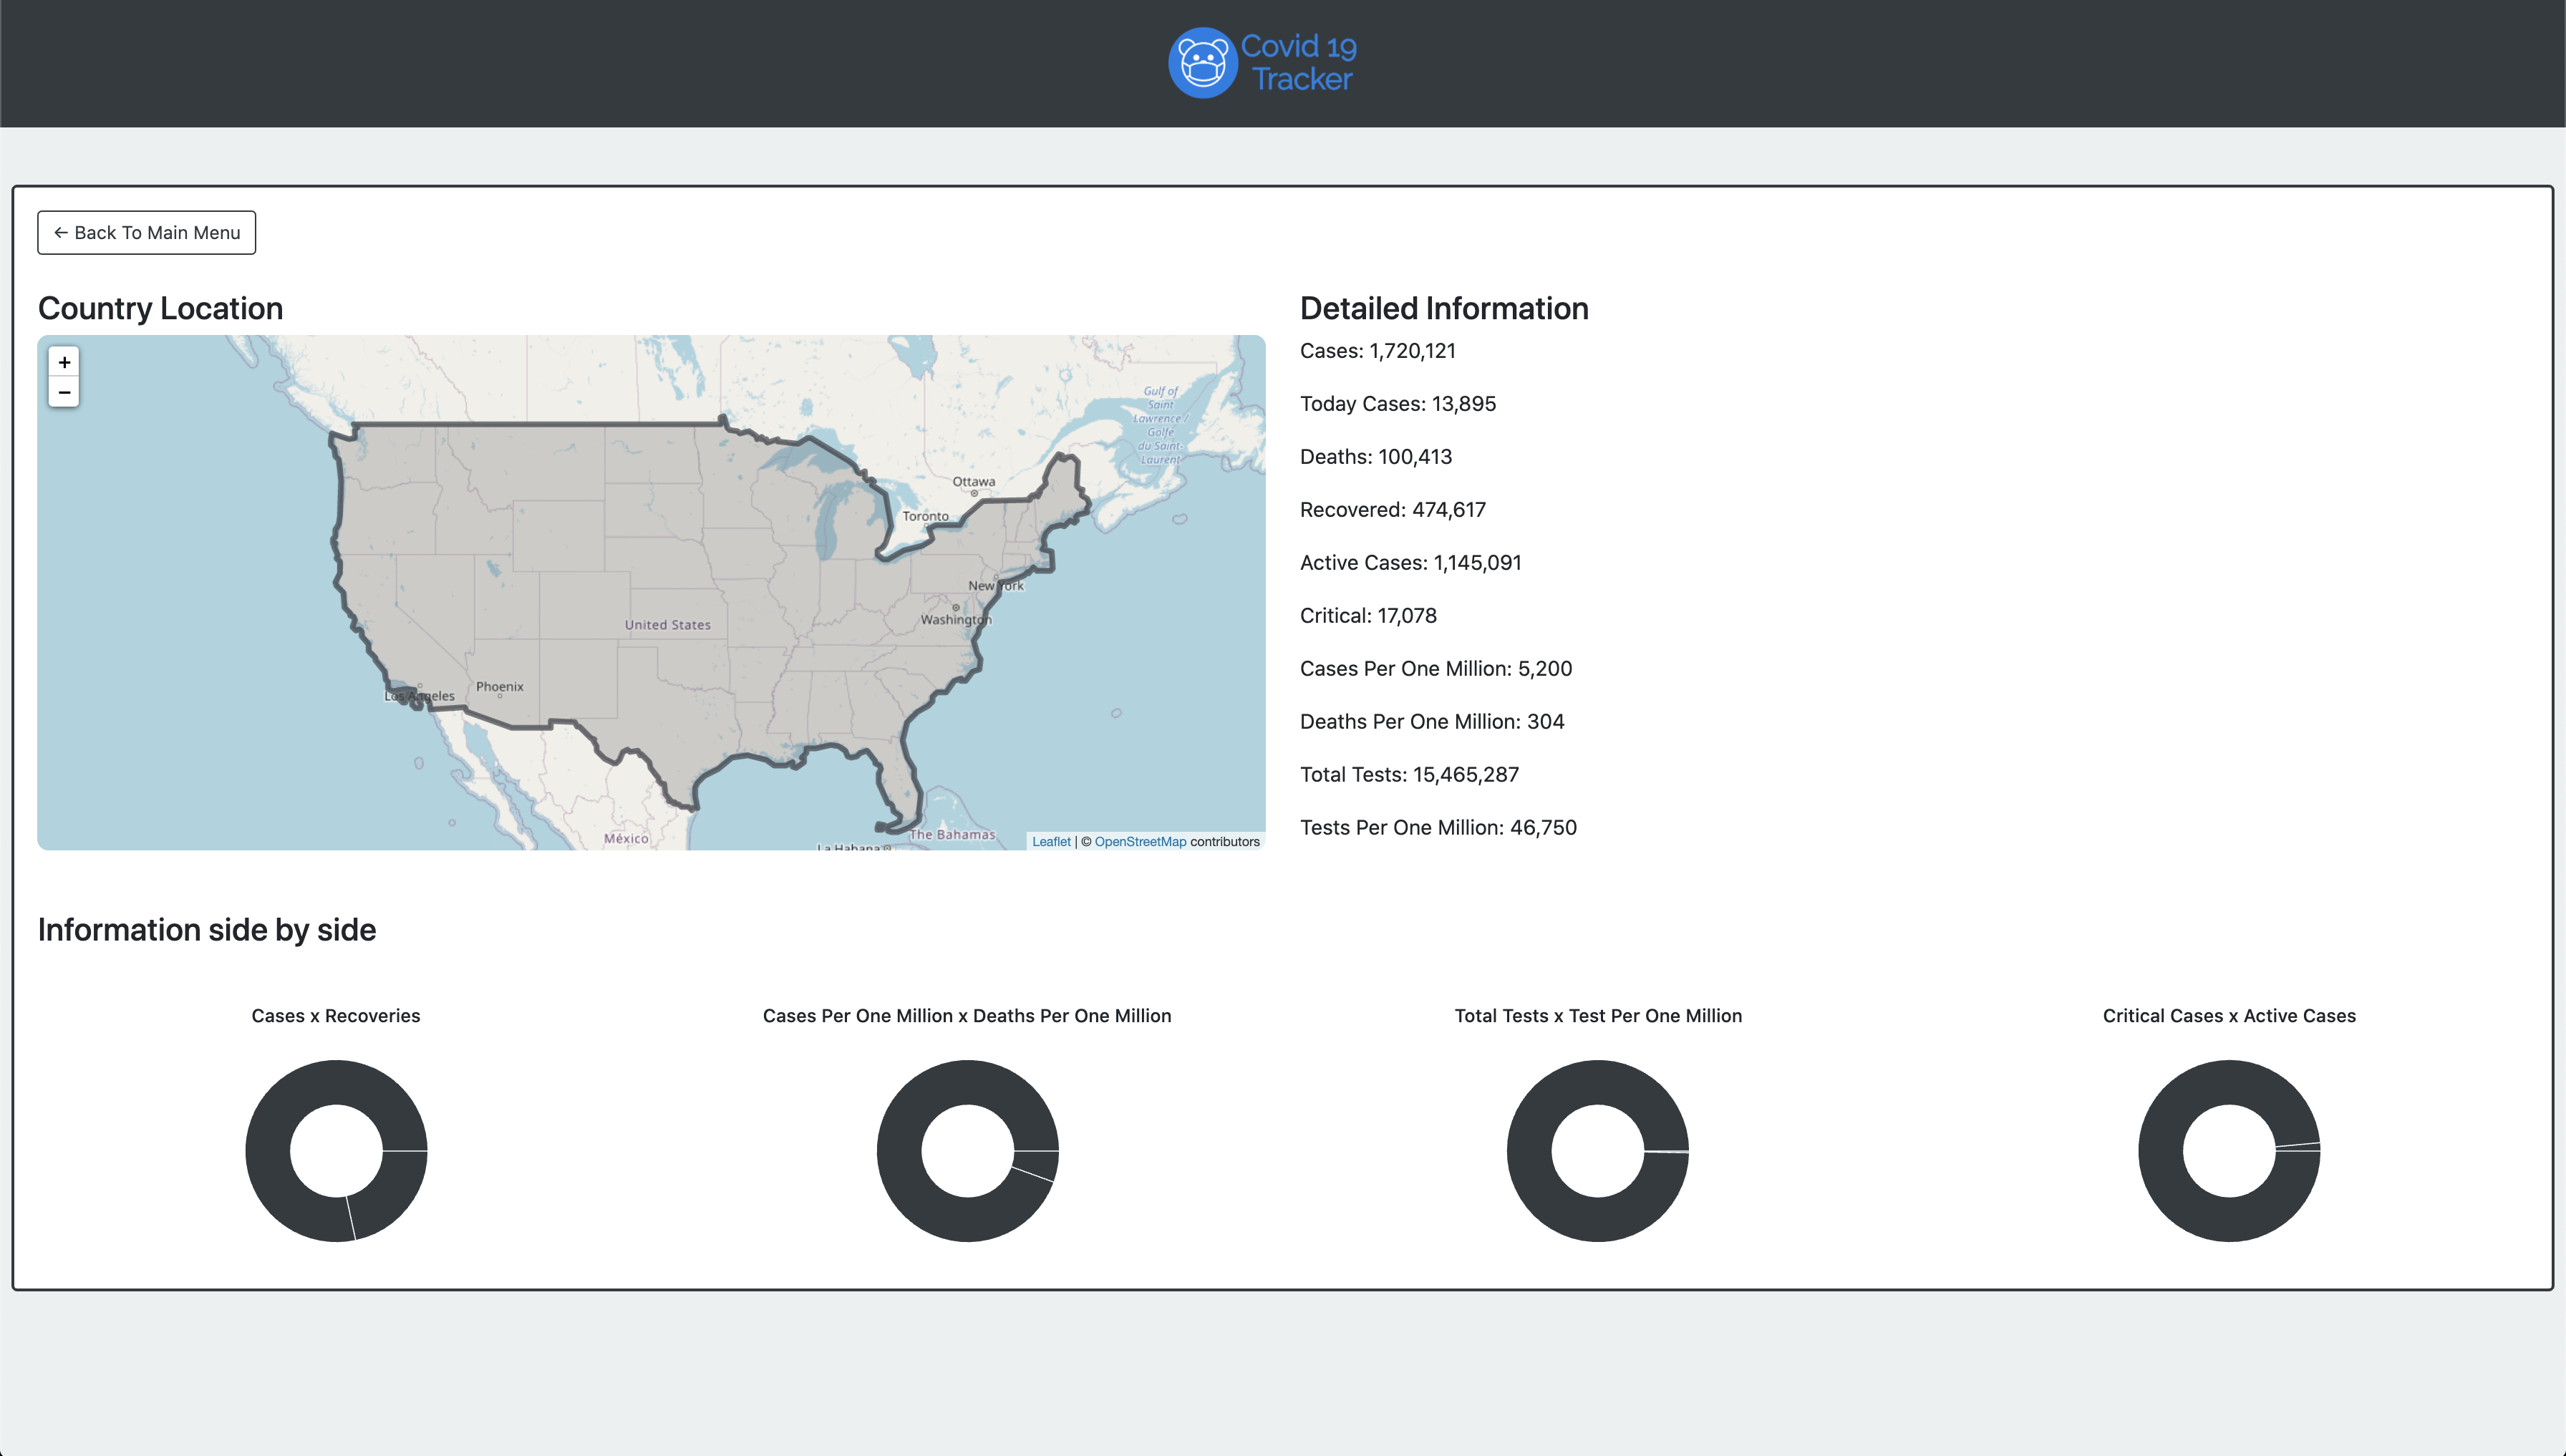 Covid 19
Tracker
← Back To Main Menu
Country Location
+
−
Gulf of
Saint
Lawrence /
Golfe
du Saint-
Laurent
Ottawa
Toronto
New York
Washington
United States
Los Angeles
Phoenix
México
The Bahamas
La Habana
Leaflet | © OpenStreetMap contributors
Detailed Information
Cases: 1,720,121
Today Cases: 13,895
Deaths: 100,413
Recovered: 474,617
Active Cases: 1,145,091
Critical: 17,078
Cases Per One Million: 5,200
Deaths Per One Million: 304
Total Tests: 15,465,287
Tests Per One Million: 46,750
Information side by side
Cases x Recoveries
Cases Per One Million x Deaths Per One Million
Total Tests x Test Per One Million
Critical Cases x Active Cases